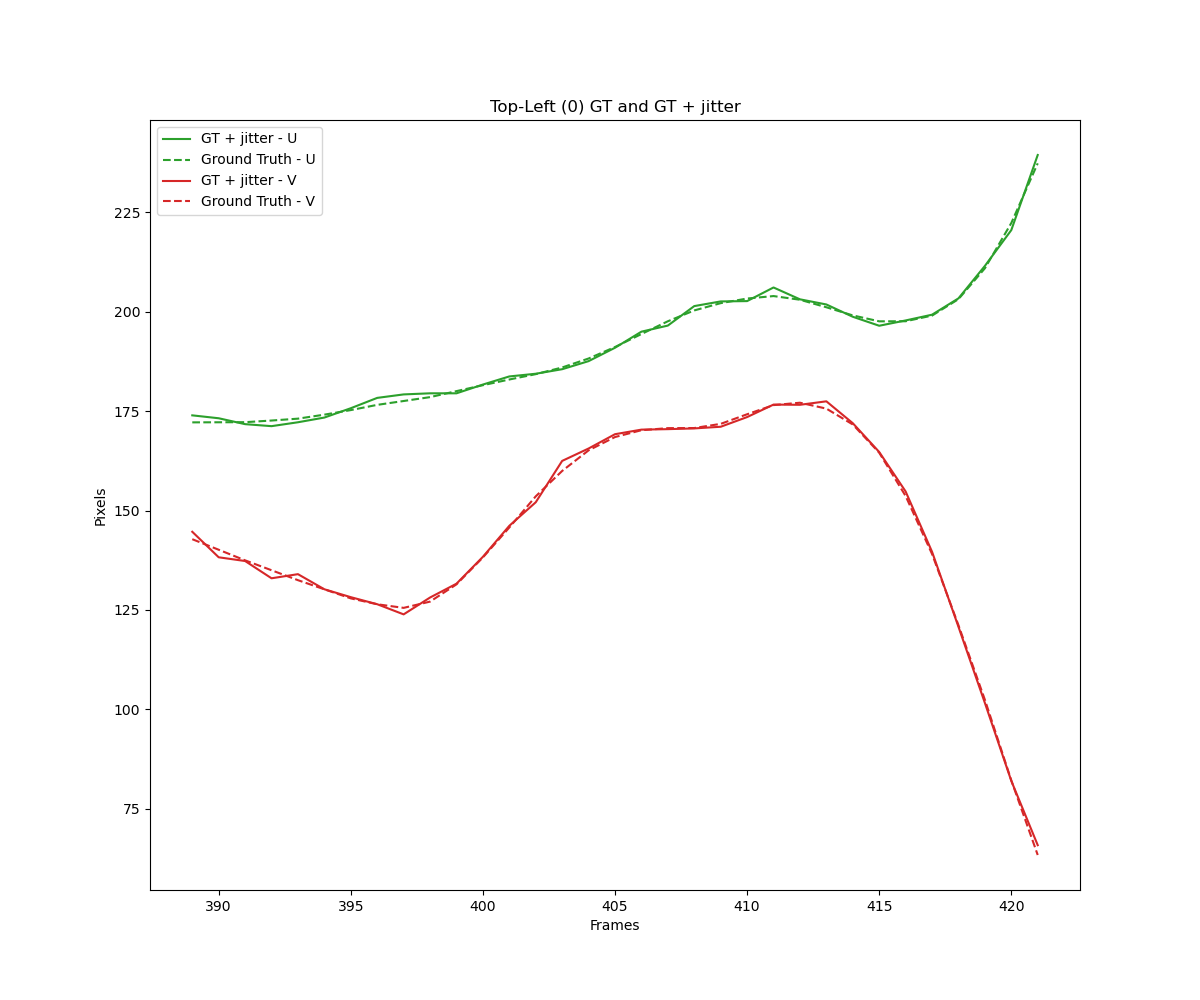 Top-Left (0) GT and GT + jitter
GT + jitter - U
Ground Truth - U
GT + jitter - V
Ground Truth - V
225
200
175
150
125
100
75
Pixels
390 395 400 405 410 415 420
Frames